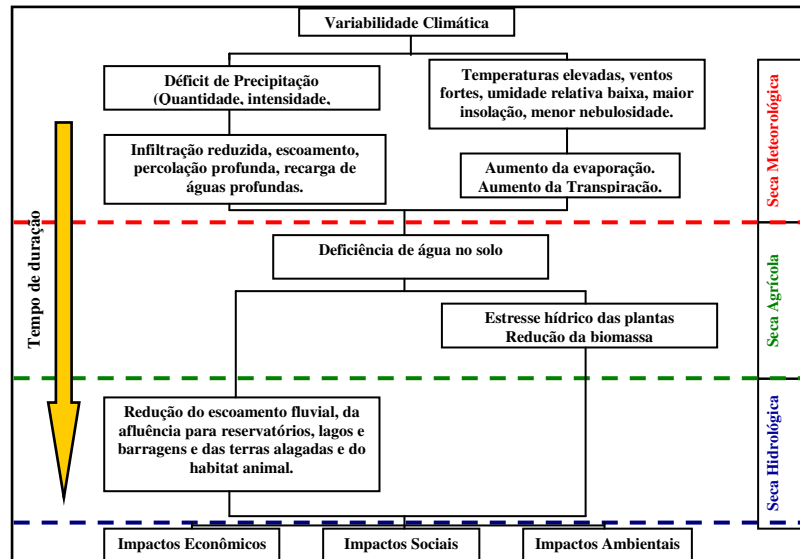 Variabilidade Climática
Déficit de Precipitação
(Quantidade, intensidade,
Temperaturas elevadas, ventos
fortes, umidade relativa baixa, maior
insolação, menor nebulosidade.
Infiltração reduzida, escoamento,
percolação profunda, recarga de
águas profundas.
Aumento da evaporação.
Aumento da Transpiração.
Seca Meteorológica
Tempo de duração
Deficiência de água no solo
Estresse hídrico das plantas
Redução da biomassa
Seca Agrícola
Redução do escoamento fluvial, da
afluência para reservatórios, lagos e
barragens e das terras alagadas e do
habitat animal.
Seca Hidrológica
Impactos Econômicos
Impactos Sociais
Impactos Ambientais